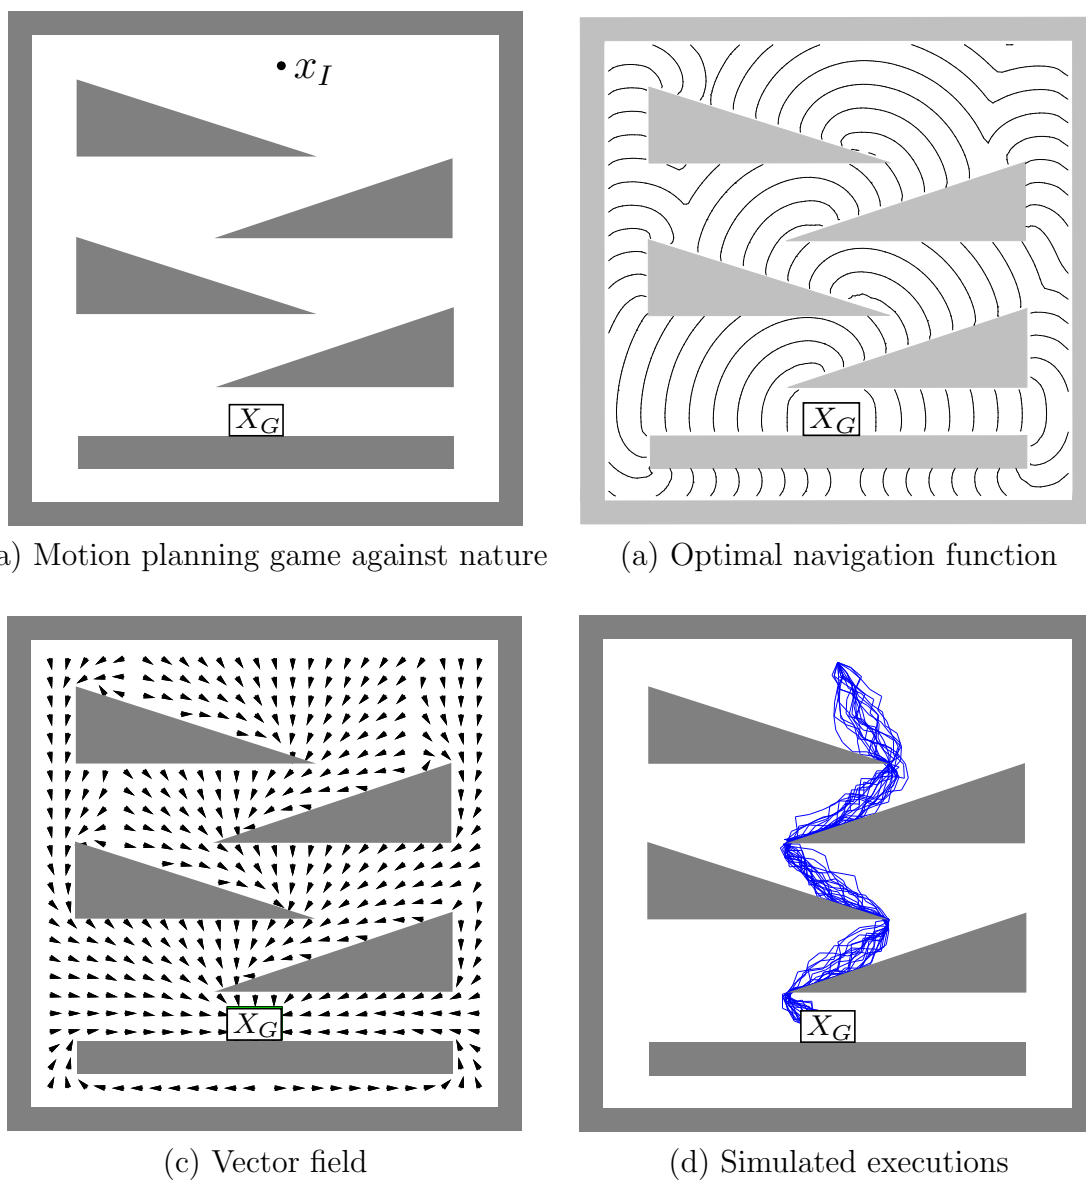 x_I
X_G
X_G
a) Motion planning game against nature
(a) Optimal navigation function
X_G
X_G
(c) Vector field
(d) Simulated executions